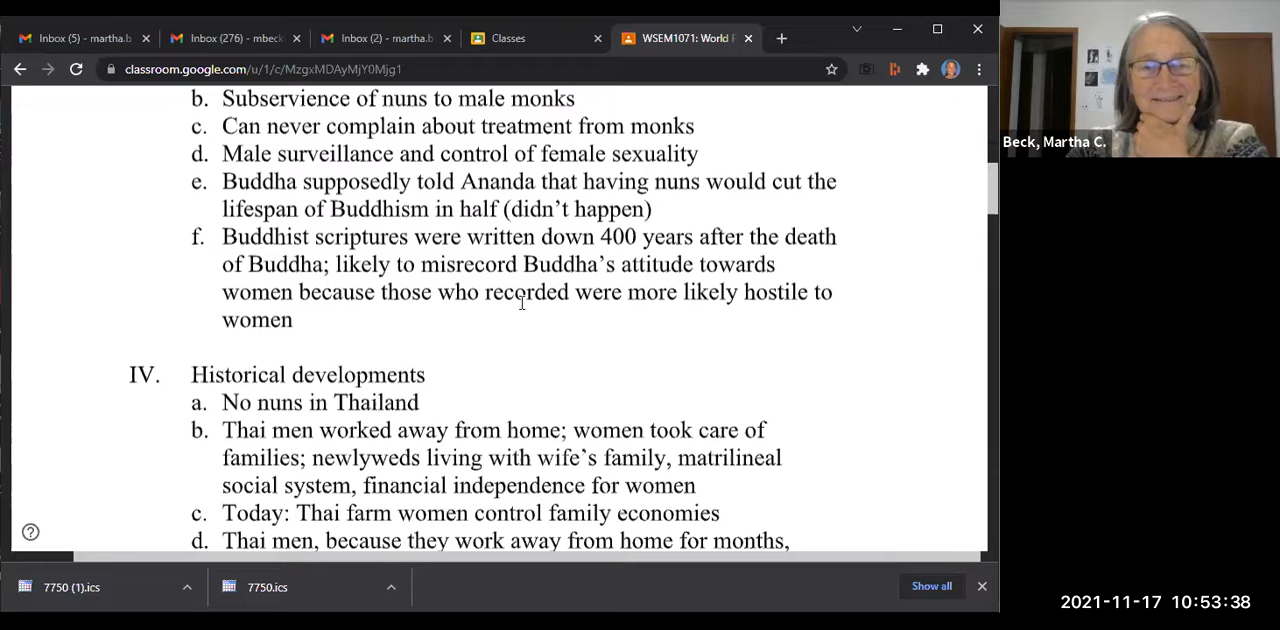 Inbox (5) - martha.b
Inbox (276) - mbeck
Inbox (2) - martha.b
Classes
WSEM1071: World
classroom.google.com/u/1/c/MzgxMDAyMjY0Mjg1
b. Subservience of nuns to male monks
c. Can never complain about treatment from monks
d. Male surveillance and control of female sexuality
e. Buddha supposedly told Ananda that having nuns would cut the
lifespan of Buddhism in half (didn't happen)
f. Buddhist scriptures were written down 400 years after the death
of Buddha; likely to misrecord Buddha's attitude towards
women because those who recorded were more likely hostile to
women
IV. Historical developments
a. No nuns in Thailand
b. Thai men worked away from home; women took care of
families; newlyweds living with wife's family, matrilineal
social system, financial independence for women
c. Today: Thai farm women control family economies
d. Thai men, because they work away from home for months,
7750 (1).ics
7750.ics
Show all
Beck, Martha C.
2021-11-17 10:53:38